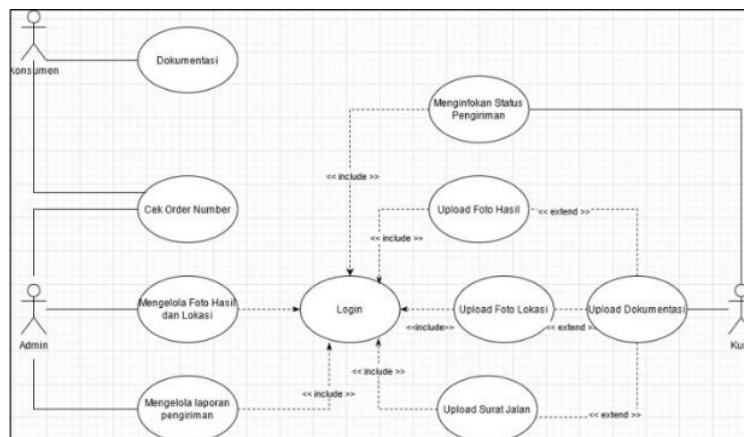 Konsumen
Dokumentasi
Menginfokan Status
Pengiriman
<< include >>
Cek Order Number
Upload Foto Hasil
<< extend >>
<< include >>
Admin
Mengelola Foto Hasil
dan Lokasi
Login
Upload Foto Lokasi
Upload Dokumentasi
<<include>>
<< extend >>
Kur
Mengelola laporan
pengiriman
<< include >>
<< include >>
Upload Surat Jalan
<< extend >>